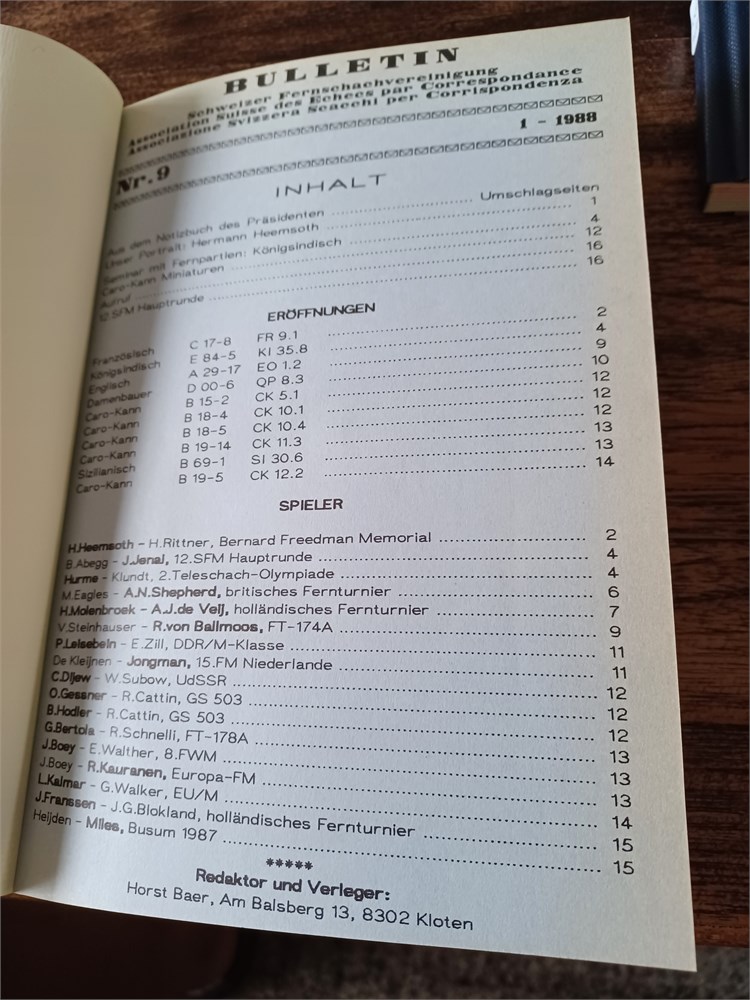 BULLETIN
Schweizer Fernschachvereinigung
Association Suisse des Echecs par Correspondance
Associazione Svizzera Scacchi per Corrispondenza
Nr. 9
1 - 1988
INHALT
Aus dem Notizbuch des Präsidenten ........ Umschlagseiten
Unser Portrait: Hermann Heemsoth ........ 1
Seminar mit Fernpartien: Königsindisch ........ 4
Caro-Kann Miniaturen ........ 12
Aufruf ........ 16
12.SFM Hauptrunde ........ 16
ERÖFFNUNGEN
Französisch C 17-8 FR 9.1 ........ 2
Königsindisch E 84-5 KI 35.8 ........ 4
Englisch A 29-17 EO 1.2 ........ 9
Damenbauer D 00-6 QP 8.3 ........ 10
Caro-Kann B 15-2 CK 5.1 ........ 12
Caro-Kann B 18-4 CK 10.1 ........ 12
Caro-Kann B 18-5 CK 10.4 ........ 12
Caro-Kann B 19-14 CK 11.3 ........ 13
Sizilianisch B 69-1 SI 30.6 ........ 13
Caro-Kann B 19-5 CK 12.2 ........ 14
SPIELER
H.Heemsoth - H.Rittner, Bernard Freedman Memorial ........ 2
B.Abegg - J.Jenal, 12.SFM Hauptrunde ........ 4
Hurme - Klundt, 2.Teleschach-Olympiade ........ 4
M.Eagles - A.N.Shepherd, britisches Fernturnier ........ 6
H.Molenbroek - A.J.de Veij, holländisches Fernturnier ........ 7
V.Steinhauser - R.von Ballmoos, FT-174A ........ 9
P.Leisebein - E.Zill, DDR/M-Klasse ........ 11
De Kleijnen - Jongman, 15.FM Niederlande ........ 11
C.Djew - W.Subow, UdSSR ........ 12
O.Gessner - R.Cattin, GS 503 ........ 12
B.Hodler - R.Cattin, GS 503 ........ 12
G.Bertola - R.Schnelli, FT-178A ........ 13
J.Boey - E.Walther, 8.FWM ........ 13
J.Boey - R.Kauranen, Europa-FM ........ 13
L.Kalmar - G.Walker, EU/M ........ 14
J.Franssen - J.G.Blokland, holländisches Fernturnier ........ 15
Heijden - Miles, Busum 1987 ........ 15
*****
Redaktor und Verleger:
Horst Baer, Am Balsberg 13, 8302 Kloten